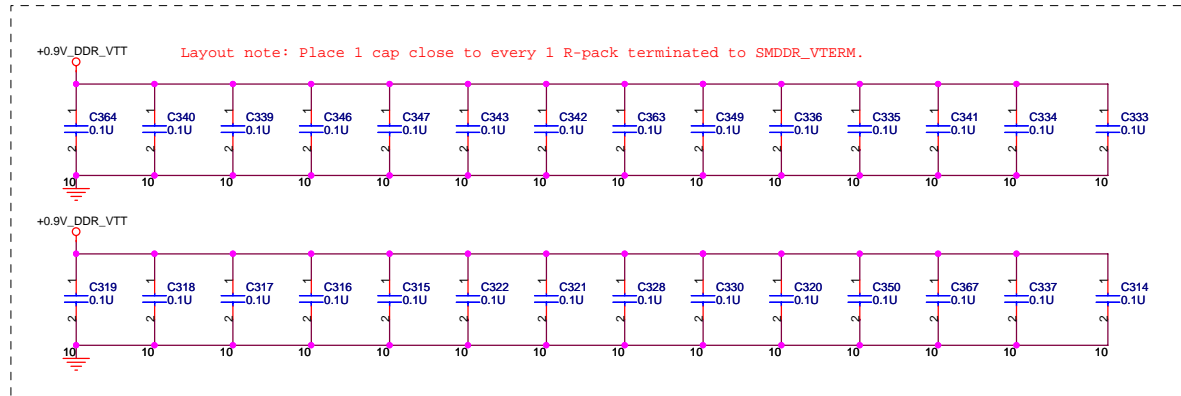 +0.9V_DDR_VTT
Layout note: Place 1 cap close to every 1 R-pack terminated to SMDDR_VTERM.
1 1 1 1 1 1 1 1 1 1 1 1 1 1
C364 C340 C339 C346 C347 C343 C342 C363 C349 C336 C335 C341 C334 C333
0.1U 0.1U 0.1U 0.1U 0.1U 0.1U 0.1U 0.1U 0.1U 0.1U 0.1U 0.1U 0.1U 0.1U
2 2 2 2 2 2 2 2 2 2 2 2 2 2
10 10 10 10 10 10 10 10 10 10 10 10 10 10
+0.9V_DDR_VTT
1 1 1 1 1 1 1 1 1 1 1 1 1 1
C319 C318 C317 C316 C315 C322 C321 C328 C330 C320 C350 C367 C337 C314
0.1U 0.1U 0.1U 0.1U 0.1U 0.1U 0.1U 0.1U 0.1U 0.1U 0.1U 0.1U 0.1U 0.1U
2 2 2 2 2 2 2 2 2 2 2 2 2 2
10 10 10 10 10 10 10 10 10 10 10 10 10 10